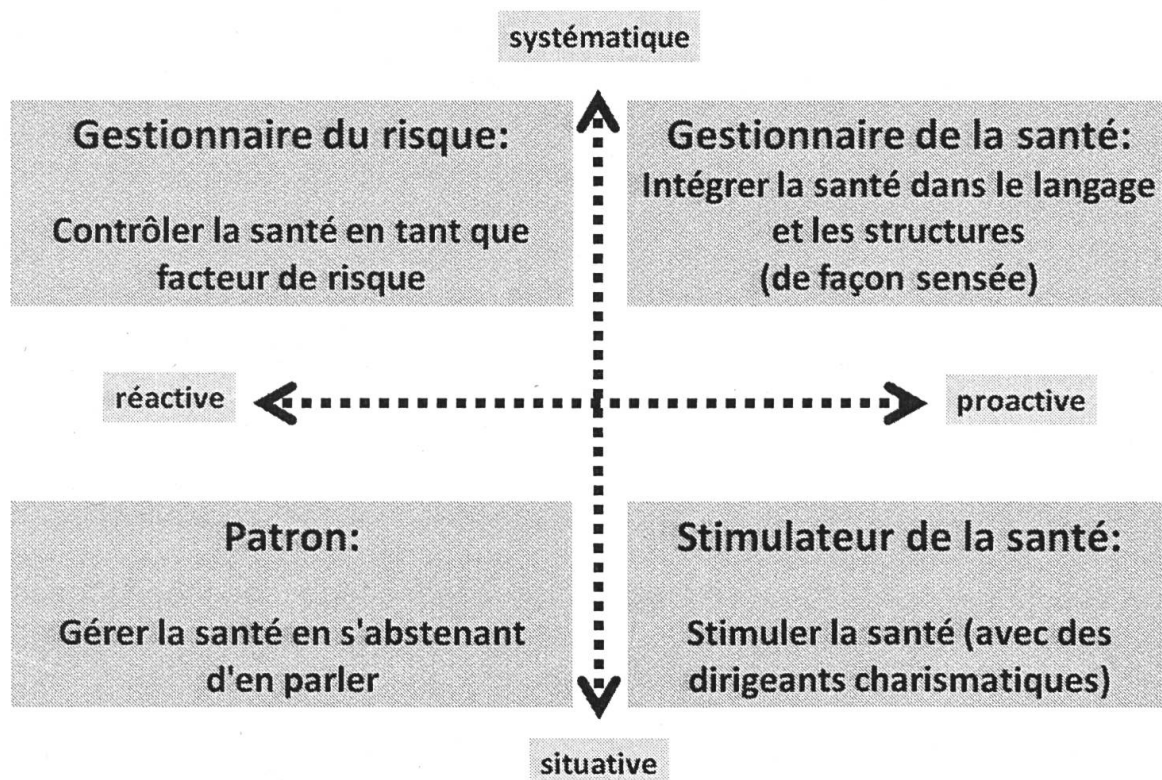 systématique
Gestionnaire du risque:
Contrôler la santé en tant que
facteur de risque
Gestionnaire de la santé:
Intégrer la santé dans le langage
et les structures
(de façon sensée)
réactive
proactive
Patron:
Gérer la santé en s'abstenant
d'en parler
Stimulateur de la santé:
Stimuler la santé (avec des
dirigeants charismatiques)
situative